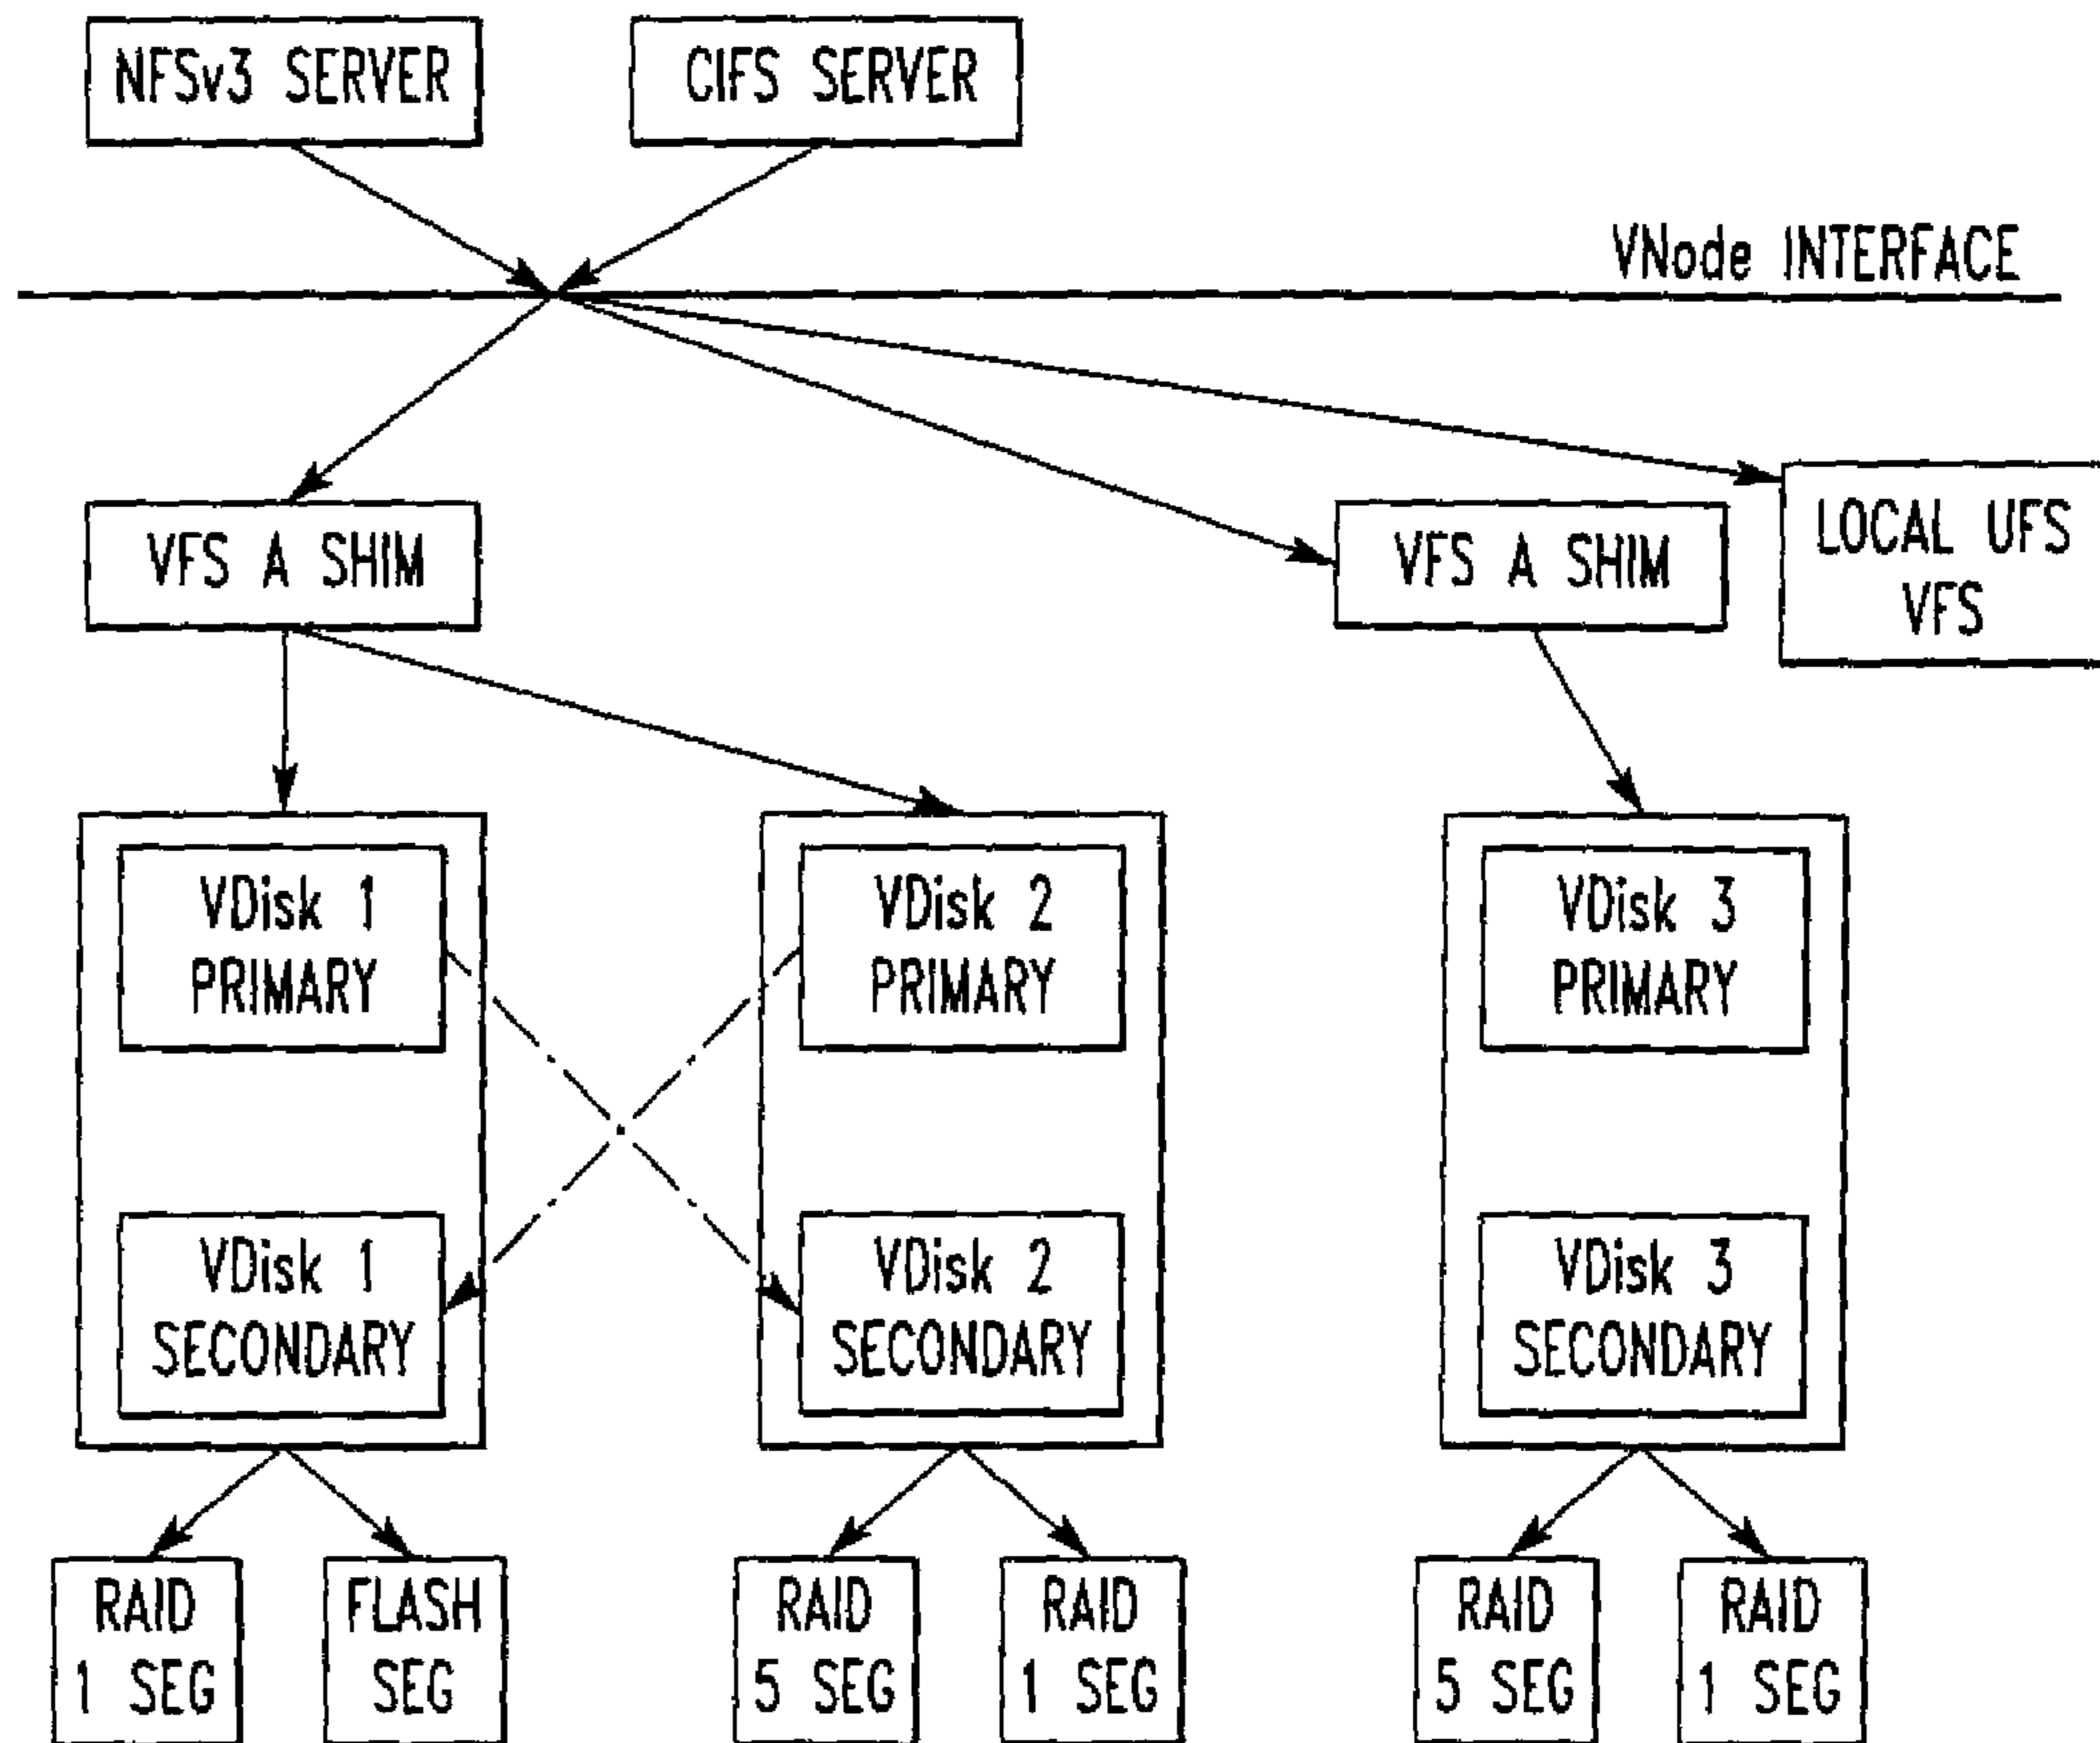 NFSv3 SERVER
CIFS SERVER
VNode INTERFACE
VFS A SHIM
VFS A SHIM
LOCAL UFS
VFS
VDisk 1
PRIMARY
VDisk 2
PRIMARY
VDisk 3
PRIMARY
VDisk 1
SECONDARY
VDisk 2
SECONDARY
VDisk 3
SECONDARY
RAID
1 SEG
FLASH
SEG
RAID
5 SEG
RAID
1 SEG
RAID
5 SEG
RAID
1 SEG